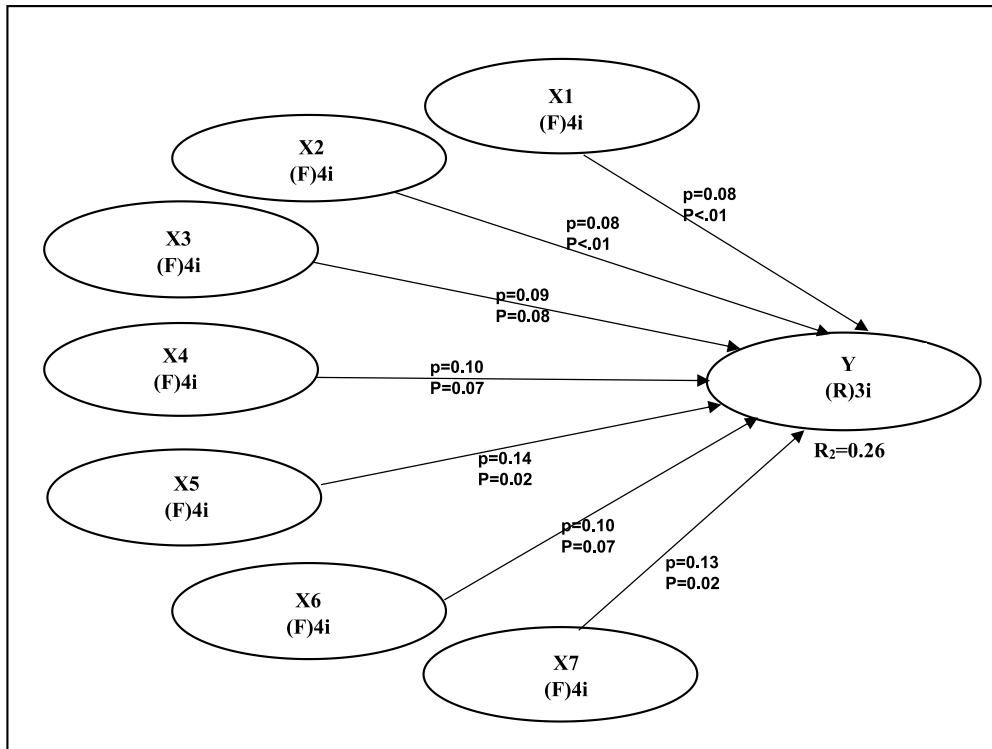 X1
(F)4i
X2
(F)4i
X3
(F)4i
X4
(F)4i
X5
(F)4i
X6
(F)4i
X7
(F)4i
p=0.08
P<.01
p=0.08
P<.01
p=0.09
P=0.08
p=0.10
P=0.07
p=0.14
P=0.02
p=0.10
P=0.07
p=0.13
P=0.02
Y
(R)3i
R₂=0.26